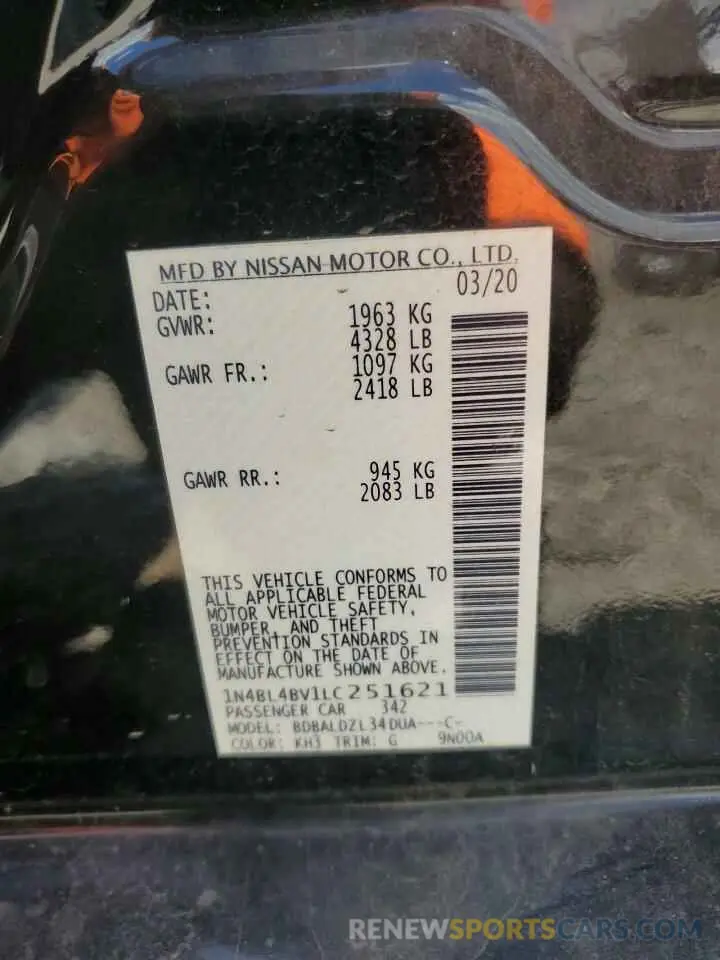 MFD BY NISSAN MOTOR CO., LTD.
DATE: 03/20
GVWR: 1963 KG
4328 LB
GAWR FR.: 1097 KG
2418 LB
GAWR RR.: 945 KG
2083 LB
THIS VEHICLE CONFORMS TO
ALL APPLICABLE FEDERAL
MOTOR VEHICLE SAFETY,
BUMPER, AND THEFT
PREVENTION STANDARDS IN
EFFECT ON THE DATE OF
MANUFACTURE SHOWN ABOVE.
1N4BL4BV1LC251621
PASSENGER CAR 342
MODEL: BDBALDZL34DUA---C-
COLOR: KH3 TRIM: G 9N00A
RENEWSPORTSCARS.COM